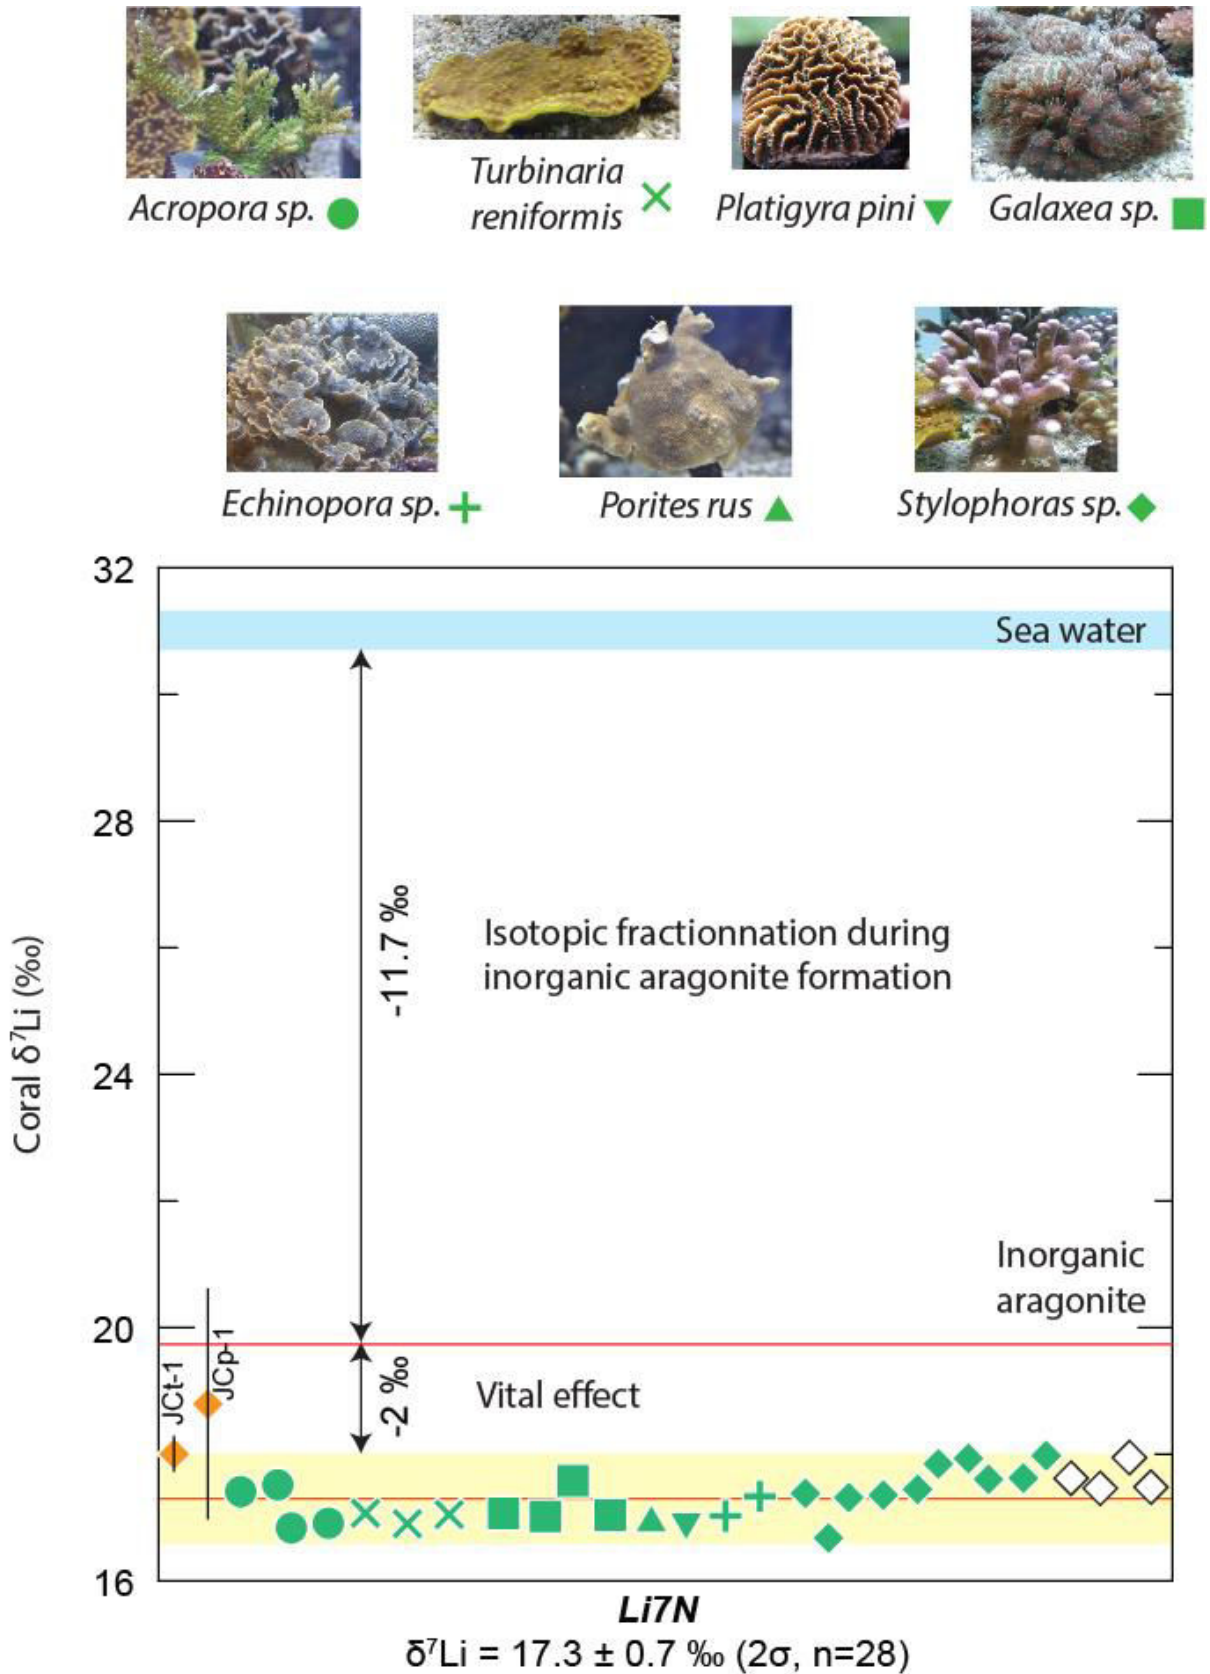 Acropora sp.
Turbinaria
reniformis
Platigyra pini
Galaxea sp.
Echinopora sp.
Porites rus
Stylophoras sp.
32
Sea water
28
-11.7 ‰
Isotopic fractionnation during
inorganic aragonite formation
Coral δ⁷Li (‰)
24
Inorganic
aragonite
20
JCt-1
JCp-1
-2 ‰
Vital effect
16
Li7N
δ⁷Li = 17.3 ± 0.7 ‰ (2σ, n=28)